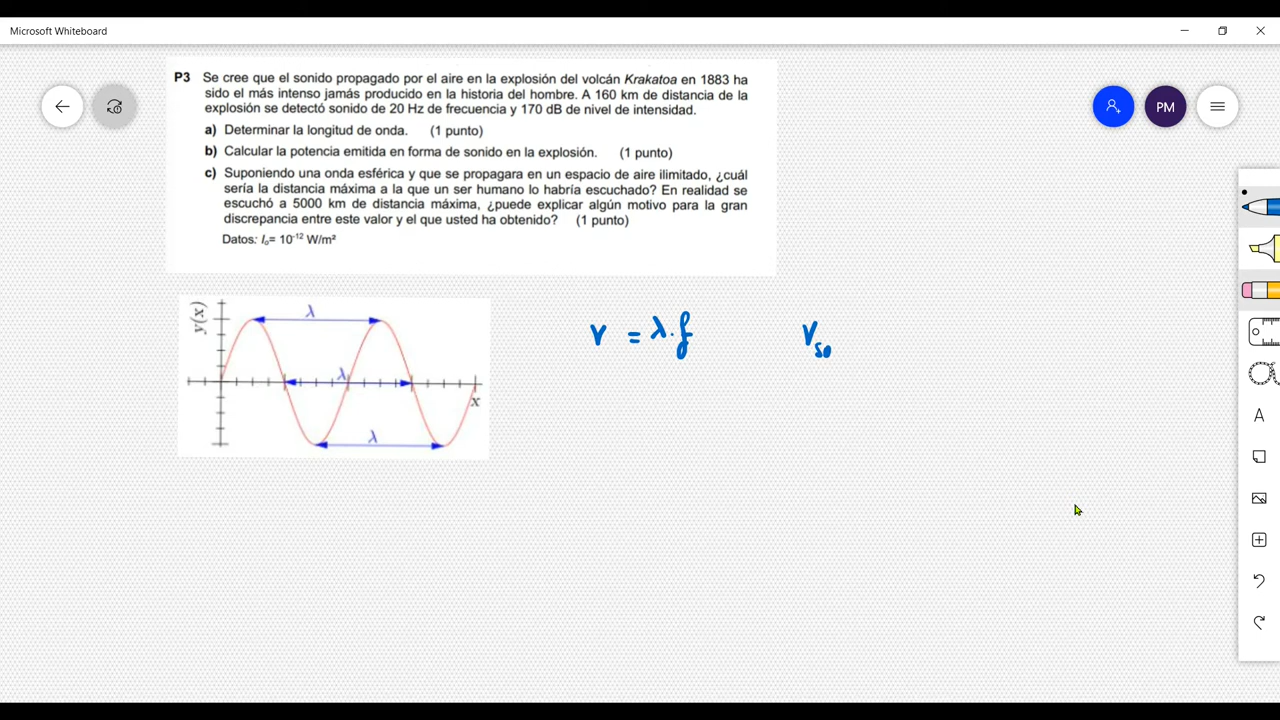 Microsoft Whiteboard
P3 Se cree que el sonido propagado por el aire en la explosión del volcán Krakatoa en 1883 ha
sido el más intenso jamás producido en la historia del hombre. A 160 km de distancia de la
explosión se detectó sonido de 20 Hz de frecuencia y 170 dB de nivel de intensidad.
a) Determinar la longitud de onda. (1 punto)
b) Calcular la potencia emitida en forma de sonido en la explosión. (1 punto)
c) Suponiendo una onda esférica y que se propagara en un espacio de aire ilimitado, ¿cuál
sería la distancia máxima a la que un ser humano lo habría escuchado? En realidad se
escuchó a 5000 km de distancia máxima, ¿puede explicar algún motivo para la gran
discrepancia entre este valor y el que usted ha obtenido? (1 punto)
Datos: I₀= 10⁻¹² W/m²
PM
y(x)
λ
λ
λ
x
v = λ·f
v so
A